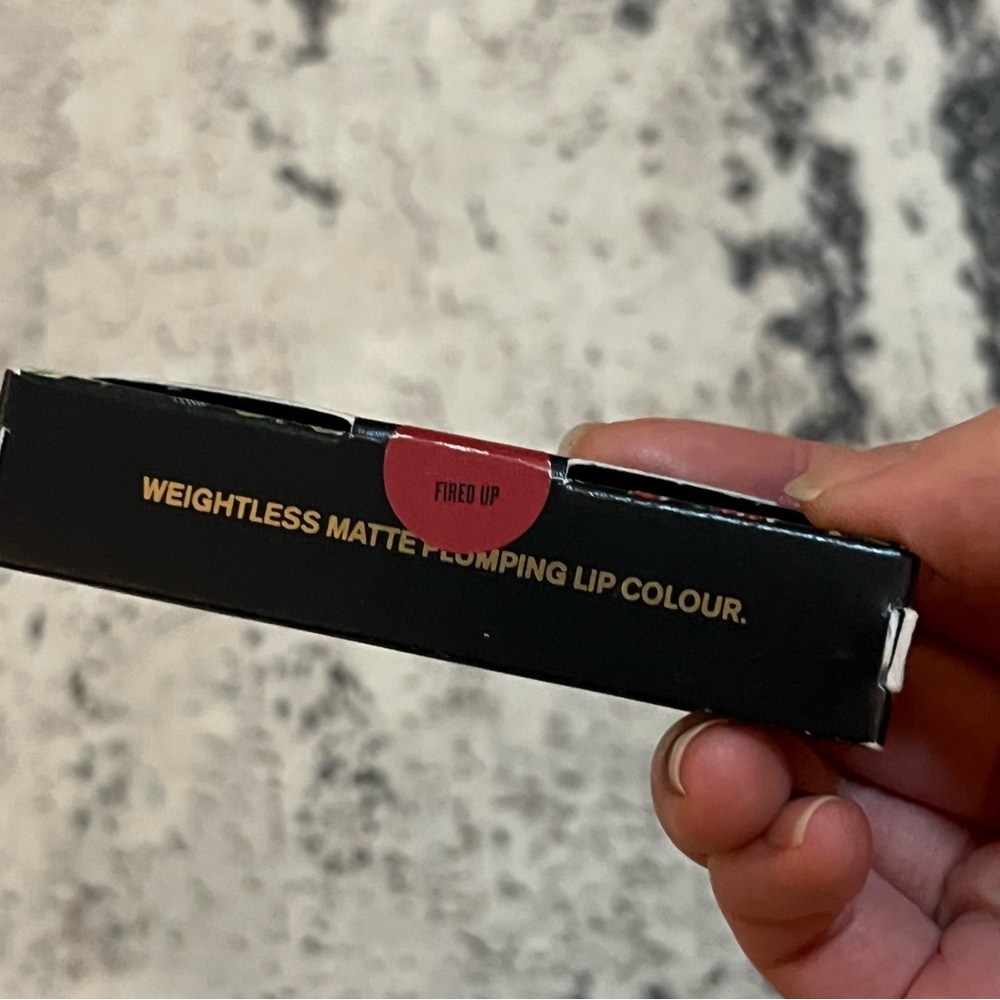 FIRED UP
WEIGHTLESS MATTE PLUMPING LIP COLOUR.